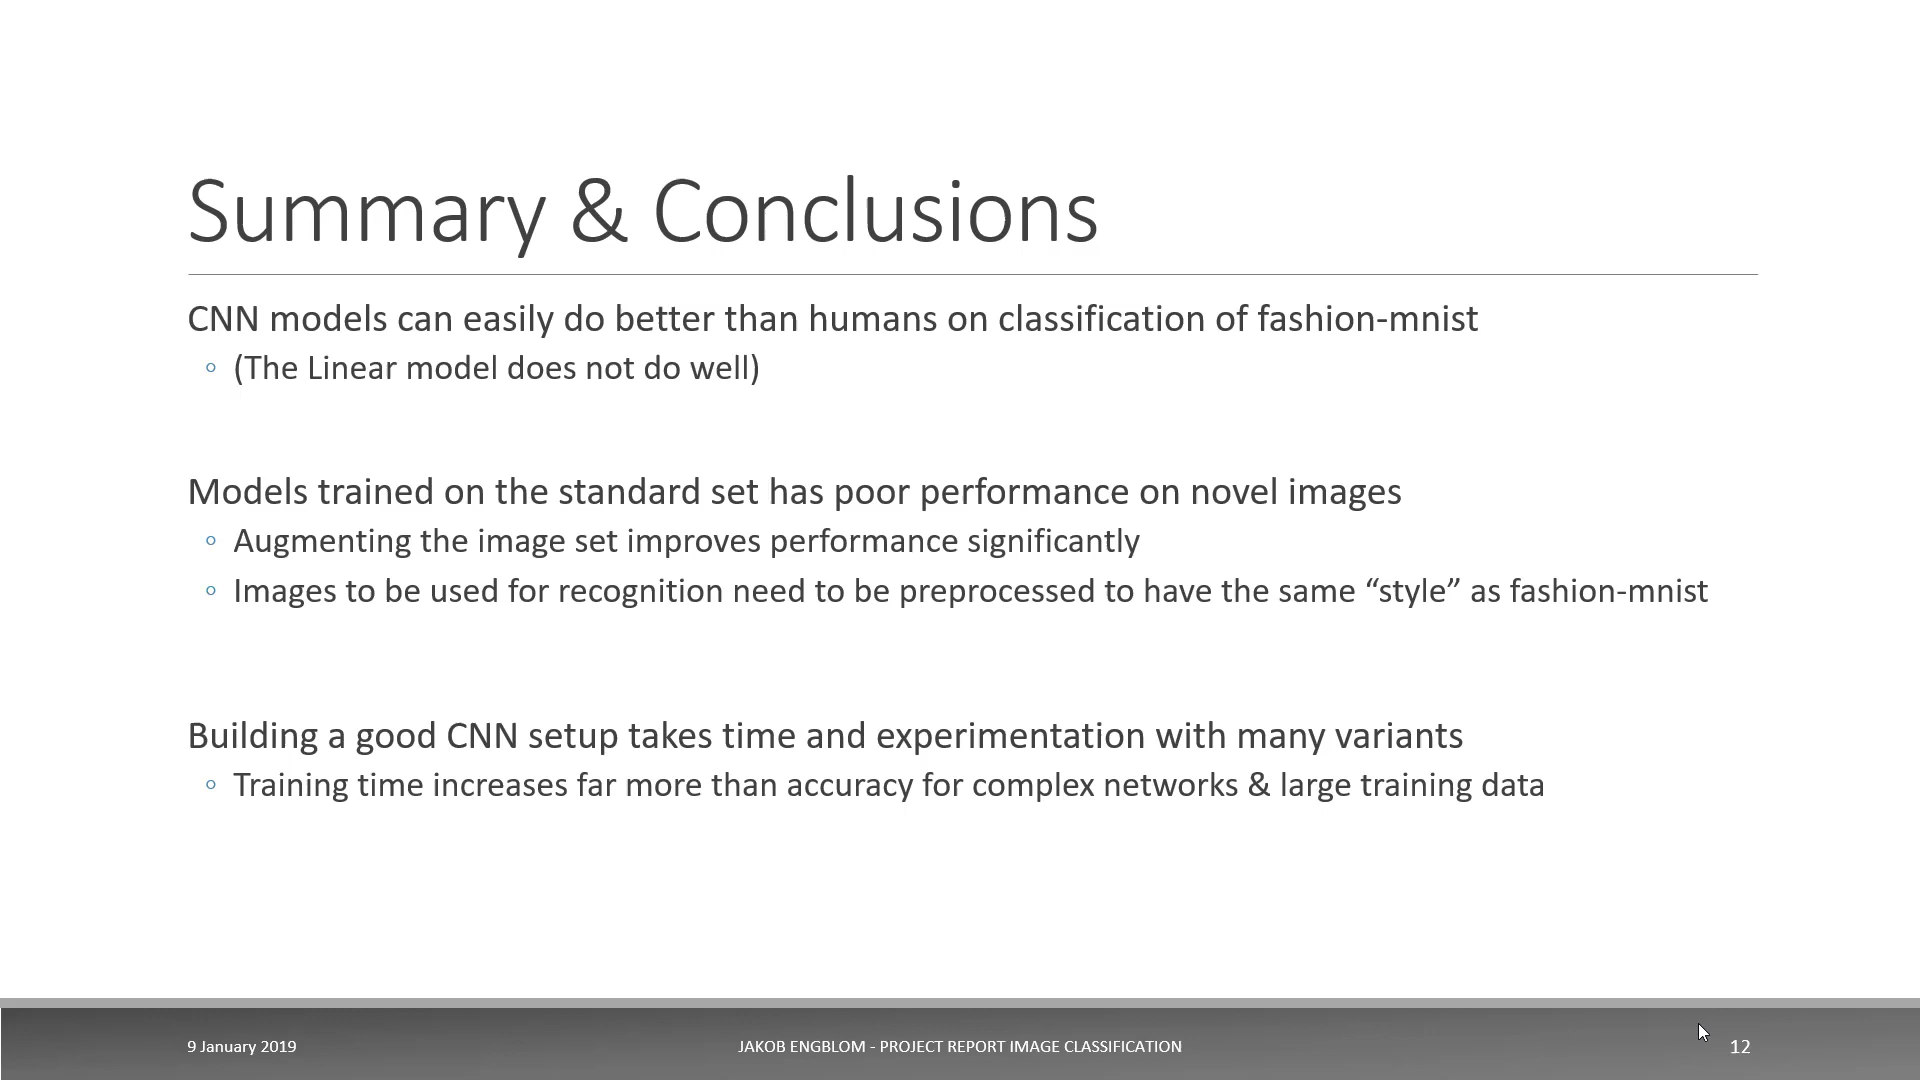 Summary & Conclusions
CNN models can easily do better than humans on classification of fashion-mnist
◦ (The Linear model does not do well)
Models trained on the standard set has poor performance on novel images
◦ Augmenting the image set improves performance significantly
◦ Images to be used for recognition need to be preprocessed to have the same “style” as fashion-mnist
Building a good CNN setup takes time and experimentation with many variants
◦ Training time increases far more than accuracy for complex networks & large training data
9 January 2019
JAKOB ENGBLOM - PROJECT REPORT IMAGE CLASSIFICATION
12